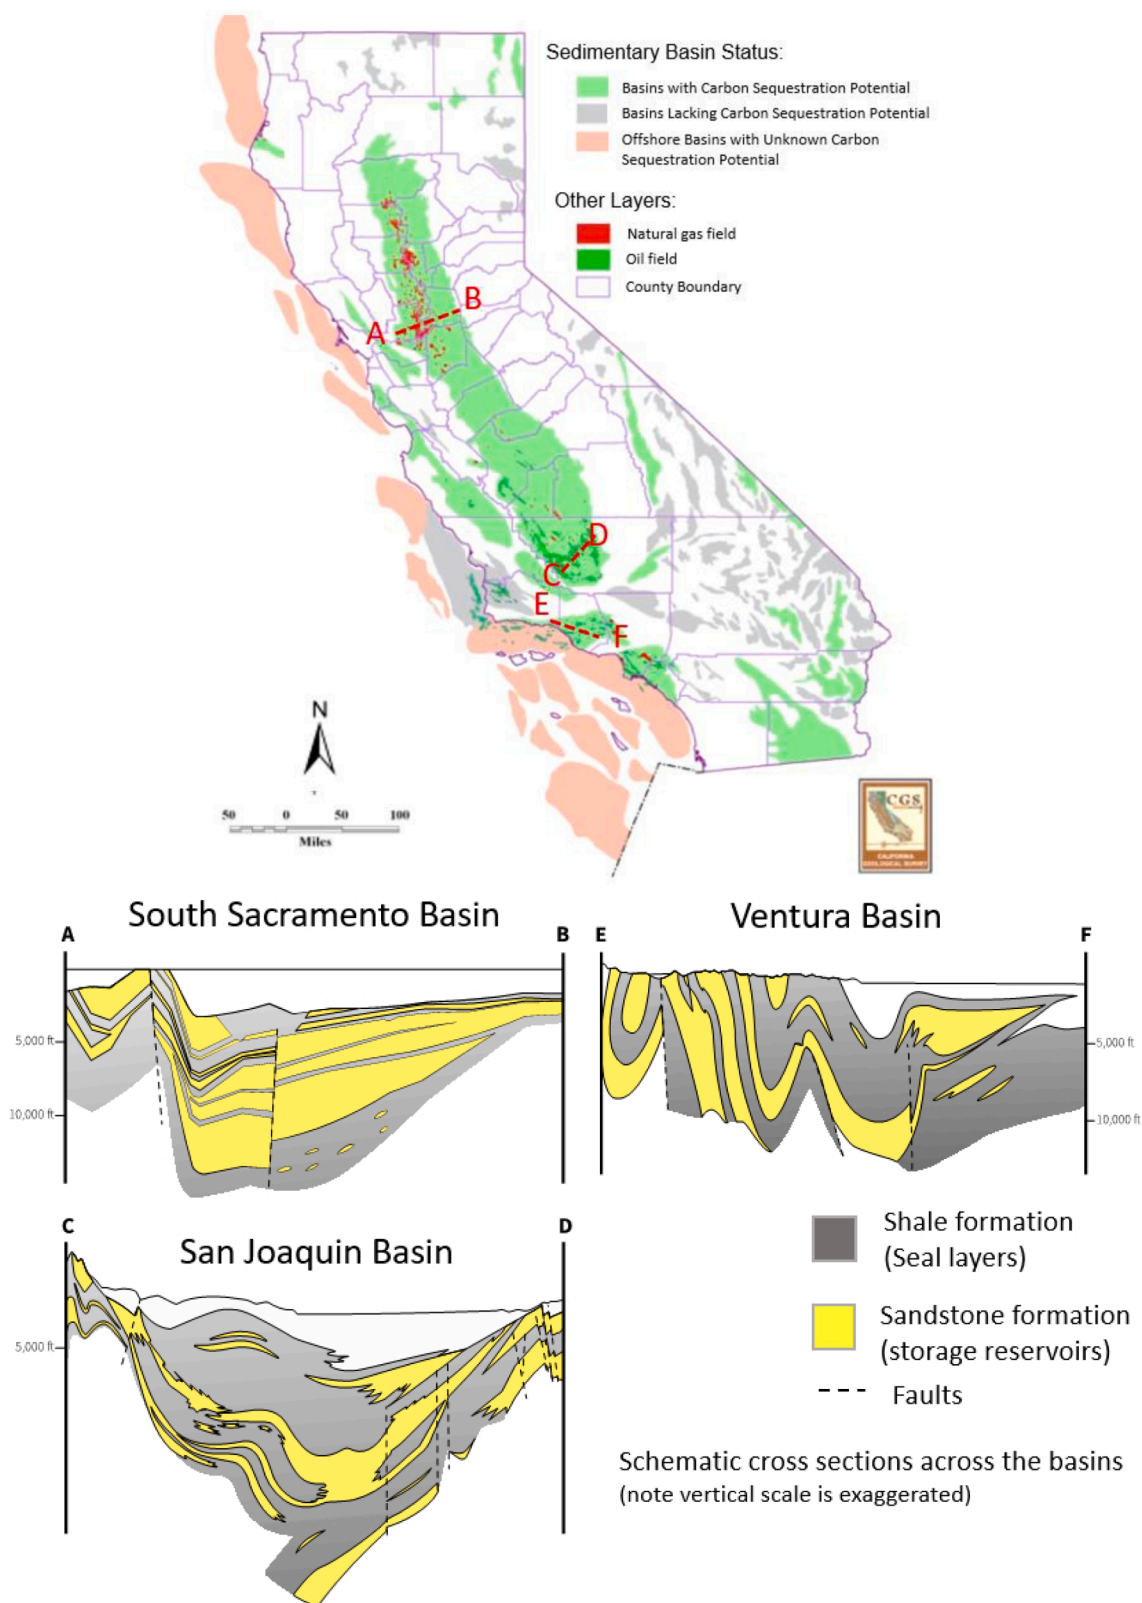 Sedimentary Basin Status:
Basins with Carbon Sequestration Potential
Basins Lacking Carbon Sequestration Potential
Offshore Basins with Unknown Carbon
Sequestration Potential
Other Layers:
Natural gas field
Oil field
County Boundary
B
A
D
C
E
F
N
50 0 50 100
Miles
CGS
CALIFORNIA
GEOLOGICAL SURVEY
South Sacramento Basin
A
B
5,000 ft
10,000 ft
Ventura Basin
E
F
5,000 ft
10,000 ft
C
D
San Joaquin Basin
5,000 ft
Shale formation
(Seal layers)
Sandstone formation
(storage reservoirs)
Faults
Schematic cross sections across the basins
(note vertical scale is exaggerated)